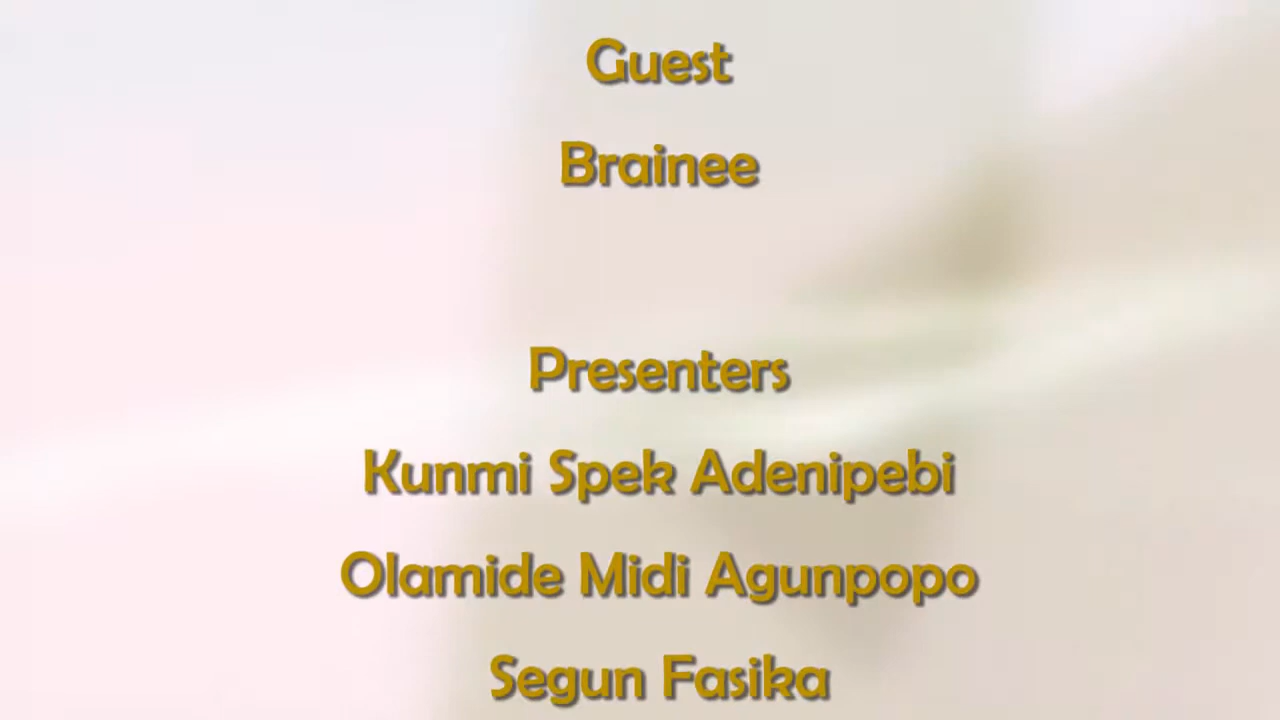 Guest
Brainee
Presenters
Kunmi Spek Adenipebi
Olamide Midi Agunpopo
Segun Fasika